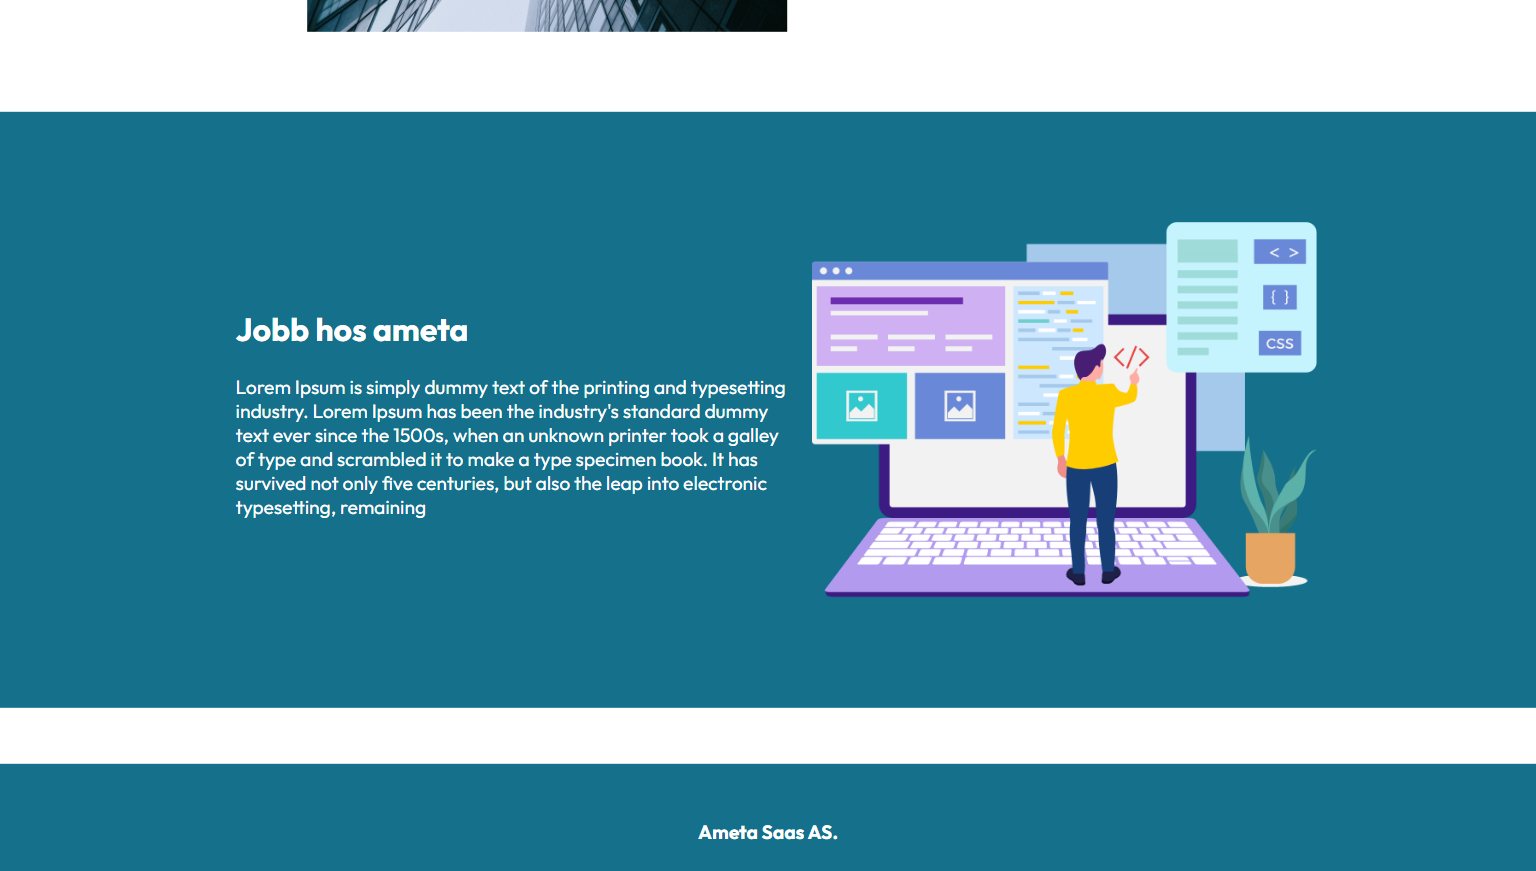 Jobb hos ameta
Lorem Ipsum is simply dummy text of the printing and typesetting
industry. Lorem Ipsum has been the industry's standard dummy
text ever since the 1500s, when an unknown printer took a galley
of type and scrambled it to make a type specimen book. It has
survived not only five centuries, but also the leap into electronic
typesetting, remaining
< >
{ }
CSS
</>
Ameta Saas AS.